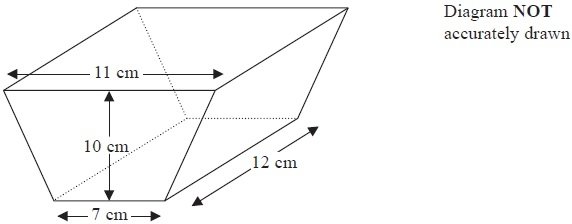 Diagram NOT
accurately drawn
11 cm
10 cm
12 cm
7 cm